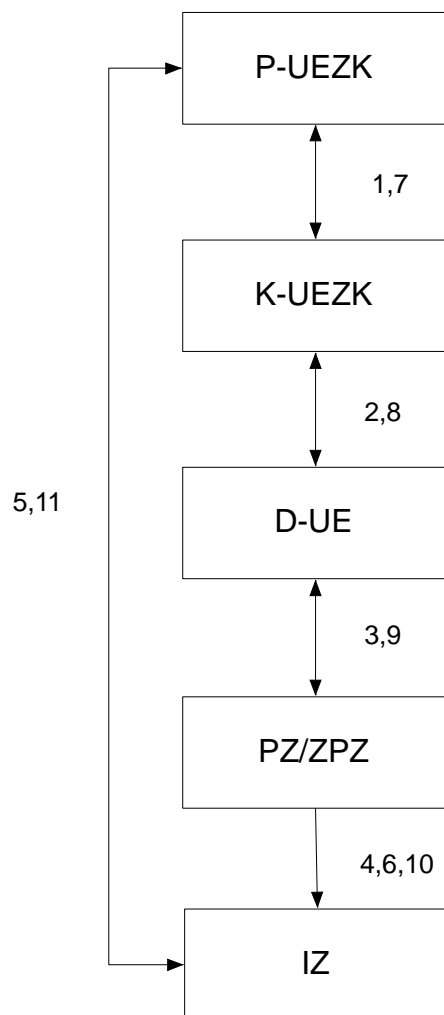 P-UEZK
1,7
K-UEZK
2,8
5,11
D-UE
3,9
PZ/ZPZ
4,6,10
IZ